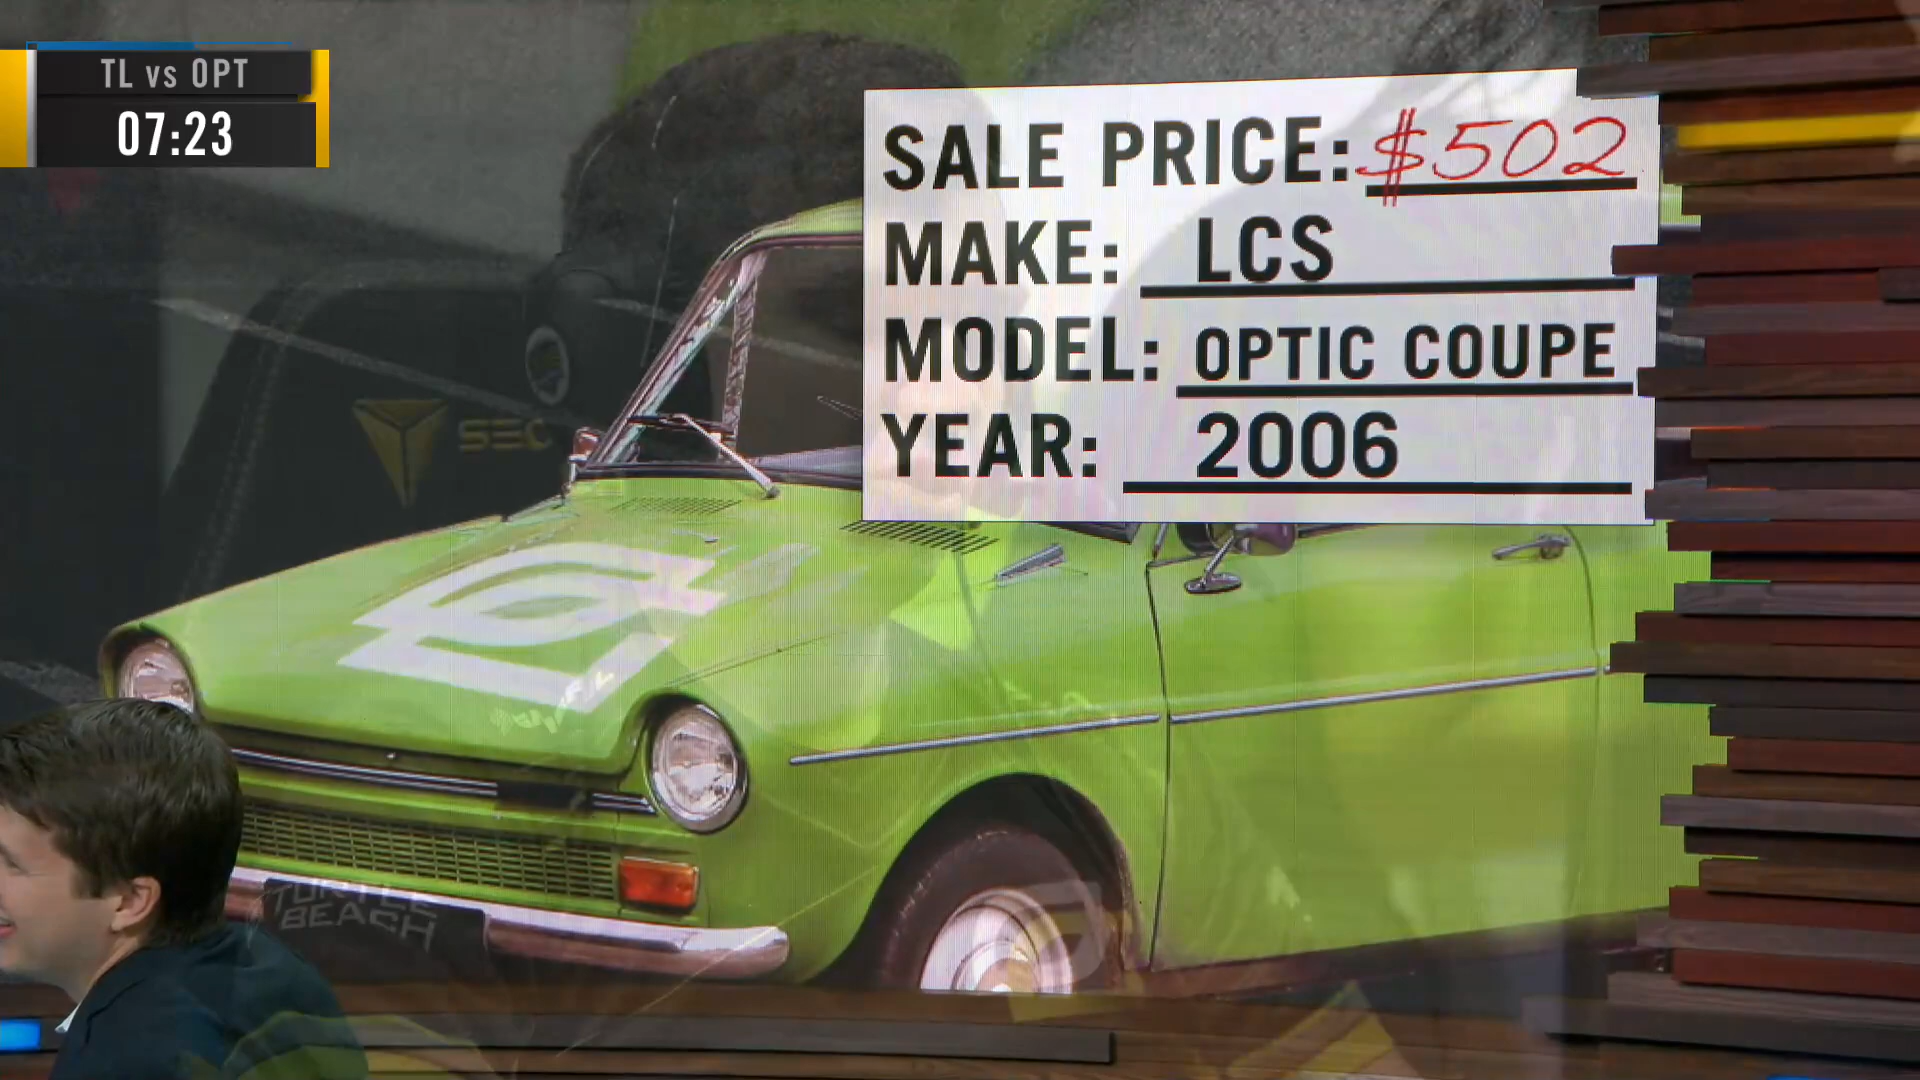 TL vs OPT
07:23
SALE PRICE: $502
MAKE: LCS
MODEL: OPTIC COUPE
YEAR: 2006
SEC
TURTLE
BEACH